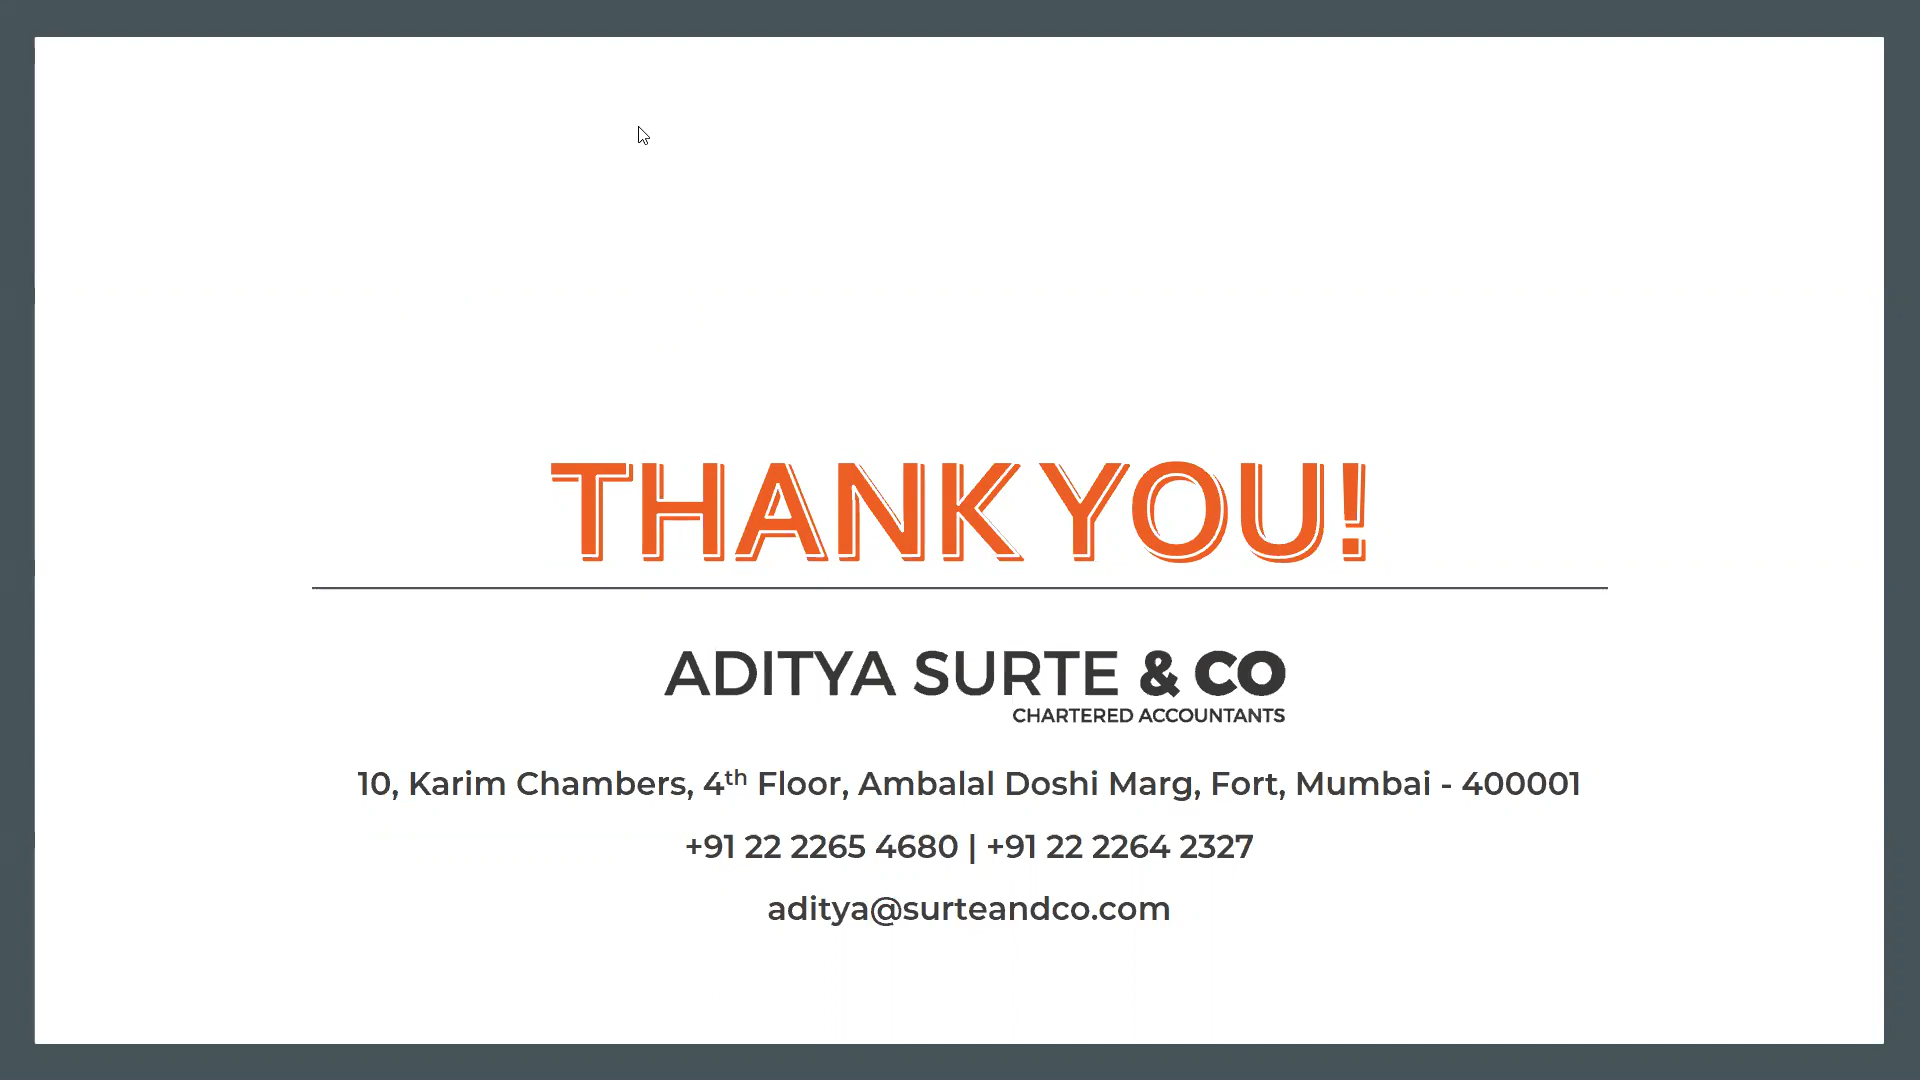 THANK YOU!
ADITYA SURTE & CO
CHARTERED ACCOUNTANTS
10, Karim Chambers, 4th Floor, Ambalal Doshi Marg, Fort, Mumbai - 400001
+91 22 2265 4680 | +91 22 2264 2327
aditya@surteandco.com